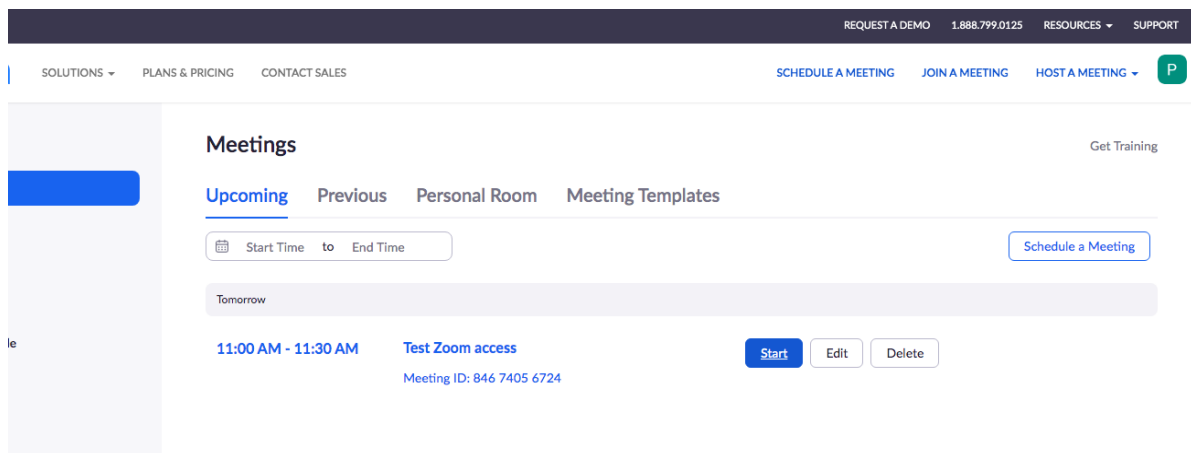 REQUEST A DEMO 1.888.799.0125 RESOURCES SUPPORT
SOLUTIONS PLANS & PRICING CONTACT SALES SCHEDULE A MEETING JOIN A MEETING HOST A MEETING P
Meetings Get Training
Upcoming Previous Personal Room Meeting Templates
Start Time to End Time Schedule a Meeting
Tomorrow
le
11:00 AM - 11:30 AM Test Zoom access Start Edit Delete
Meeting ID: 846 7405 6724